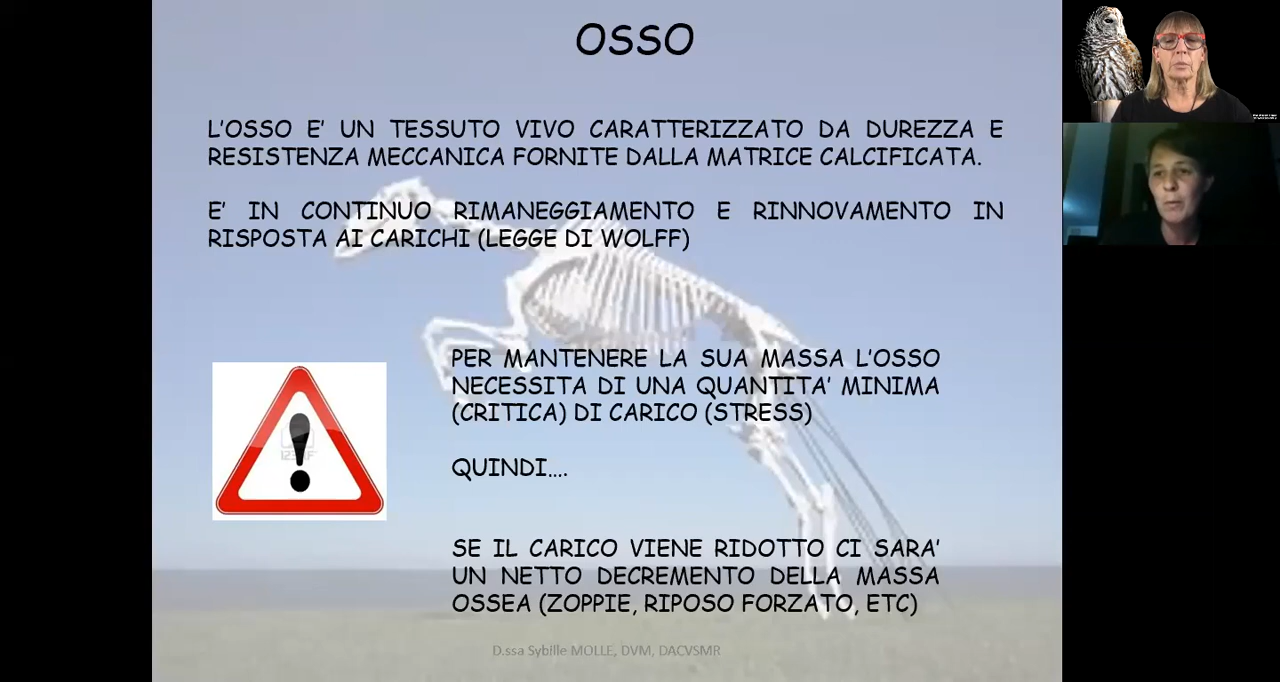 OSSO
L'OSSO E' UN TESSUTO VIVO CARATTERIZZATO DA DUREZZA E
RESISTENZA MECCANICA FORNITE DALLA MATRICE CALCIFICATA.
E' IN CONTINUO RIMANEGGIAMENTO E RINNOVAMENTO IN
RISPOSTA AI CARICHI (LEGGE DI WOLFF)
PER MANTENERE LA SUA MASSA L'OSSO
NECESSITA DI UNA QUANTITA' MINIMA
(CRITICA) DI CARICO (STRESS)
QUINDI....
SE IL CARICO VIENE RIDOTTO CI SARA'
UN NETTO DECREMENTO DELLA MASSA
OSSEA (ZOPPIE, RIPOSO FORZATO, ETC)
D.ssa Sybille MOLLE, DVM, DACVSMR